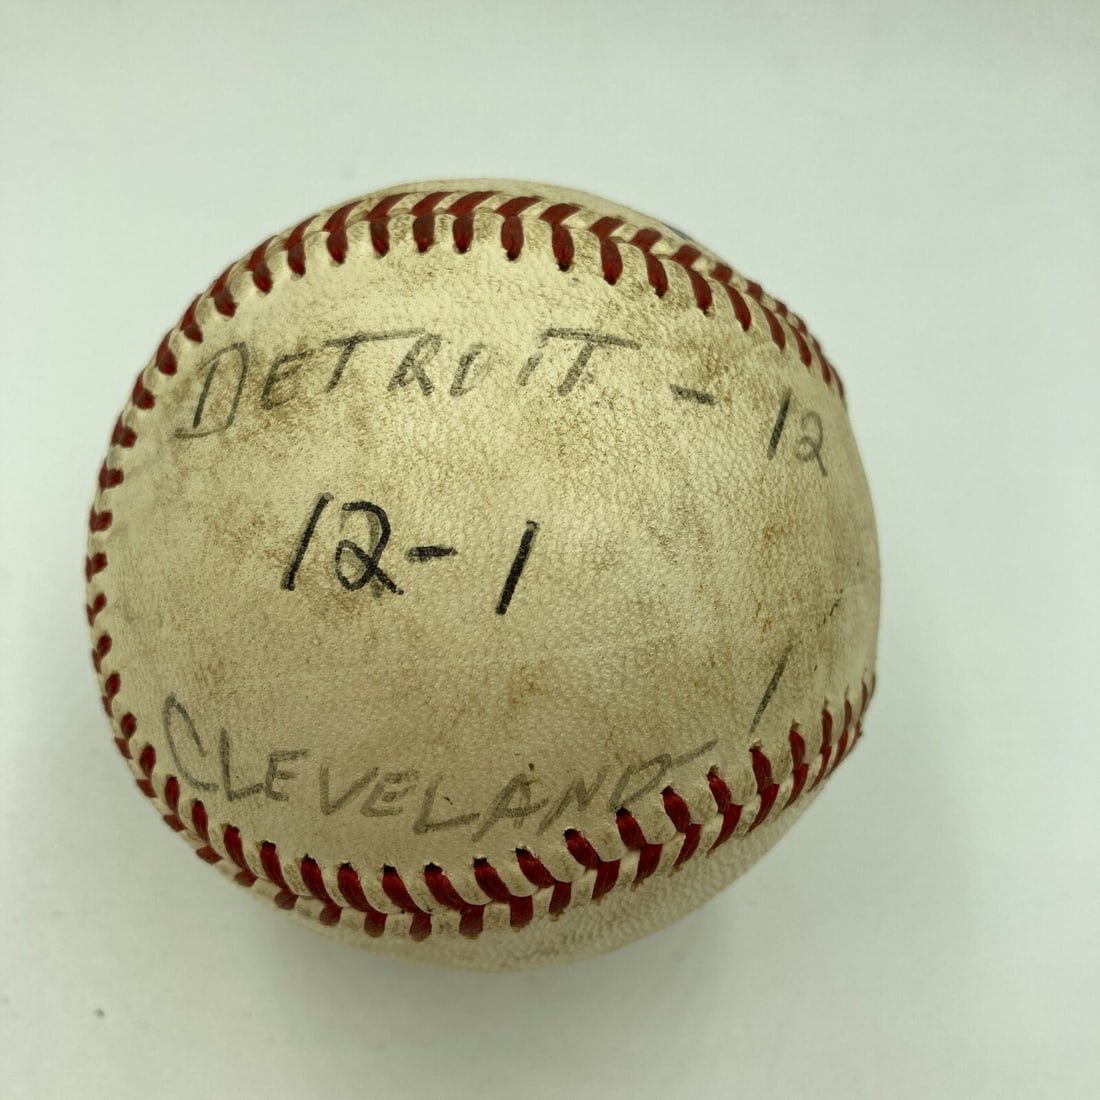 DETROIT - 12
12-1
CLEVELAND 1